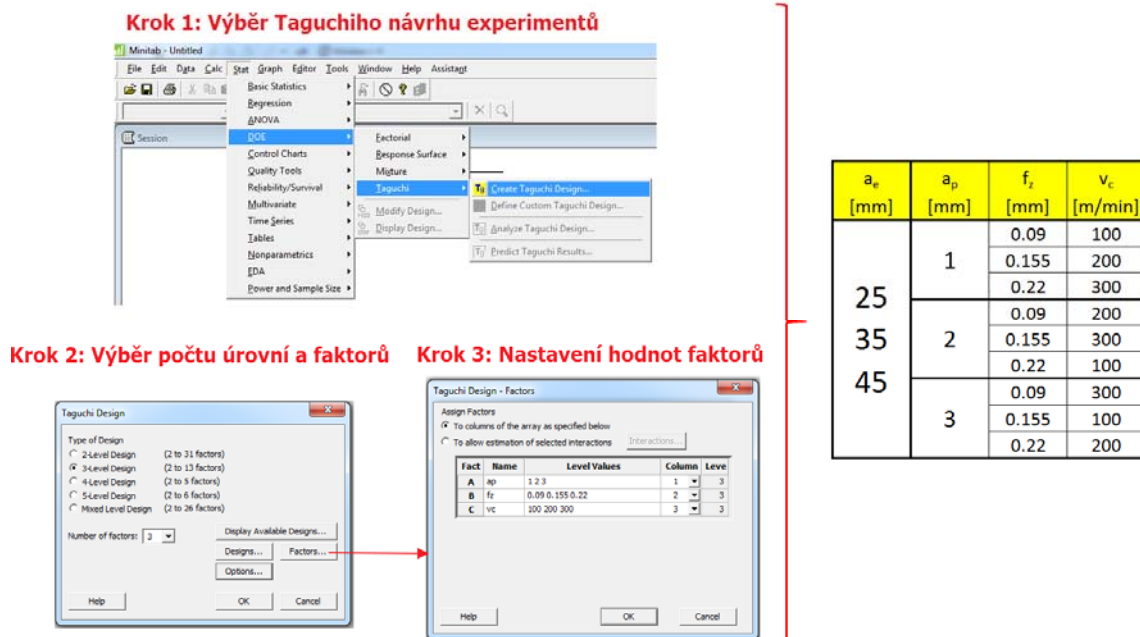 Krok 1: Výběr Taguchiho návrhu experimentů
Minitab - Untitled
File Edit Data Calc Stat Graph Editor Tools Window Help Assistant
Session
Basic Statistics
Regression
ANOVA
DOE
Control Charts
Quality Tools
Reliability/Survival
Multivariate
Time Series
Tables
Nonparametrics
EDA
Power and Sample Size
Factorial
Response Surface
Mixture
Taguchi
Modify Design...
Display Design...
Create Taguchi Design...
Define Custom Taguchi Design...
Analyze Taguchi Design...
Predict Taguchi Results...
Krok 2: Výběr počtu úrovní a faktorů
Taguchi Design
Type of Design
2-Level Design (2 to 31 factors)
3-Level Design (2 to 13 factors)
4-Level Design (2 to 5 factors)
5-Level Design (2 to 6 factors)
Mixed Level Design (2 to 26 factors)
Number of factors: 3
Display Available Designs...
Designs... Factors...
Options...
Help OK Cancel
Krok 3: Nastavení hodnot faktorů
Taguchi Design - Factors
Assign Factors
To columns of the array as specified below
To allow estimation of selected interactions Interactions...
Fact Name Level Values Column Leve
A ap 1 2 3 1 3
B fz 0.09 0.155 0.22 2 3
C vc 100 200 300 3 3
Help OK Cancel
ae ap fz vc
[mm] [mm] [mm] [m/min]
25
35
45
1
0.09 100
0.155 200
0.22 300
2
0.09 200
0.155 300
0.22 100
3
0.09 300
0.155 100
0.22 200